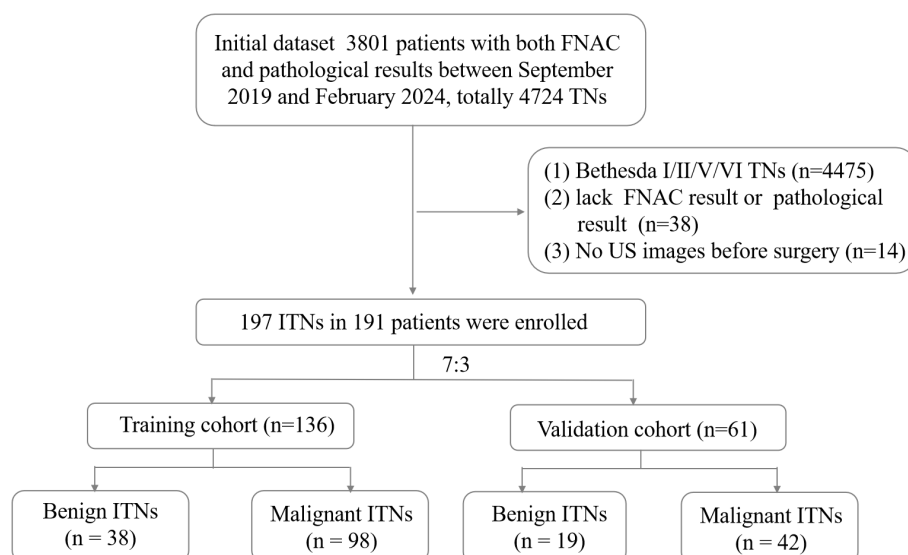 Initial dataset 3801 patients with both FNAC
and pathological results between September
2019 and February 2024, totally 4724 TNs
(1) Bethesda I/II/V/VI TNs (n=4475)
(2) lack FNAC result or pathological
result (n=38)
(3) No US images before surgery (n=14)
197 ITNs in 191 patients were enrolled
7:3
Training cohort (n=136)
Validation cohort (n=61)
Benign ITNs
(n = 38)
Malignant ITNs
(n = 98)
Benign ITNs
(n = 19)
Malignant ITNs
(n = 42)